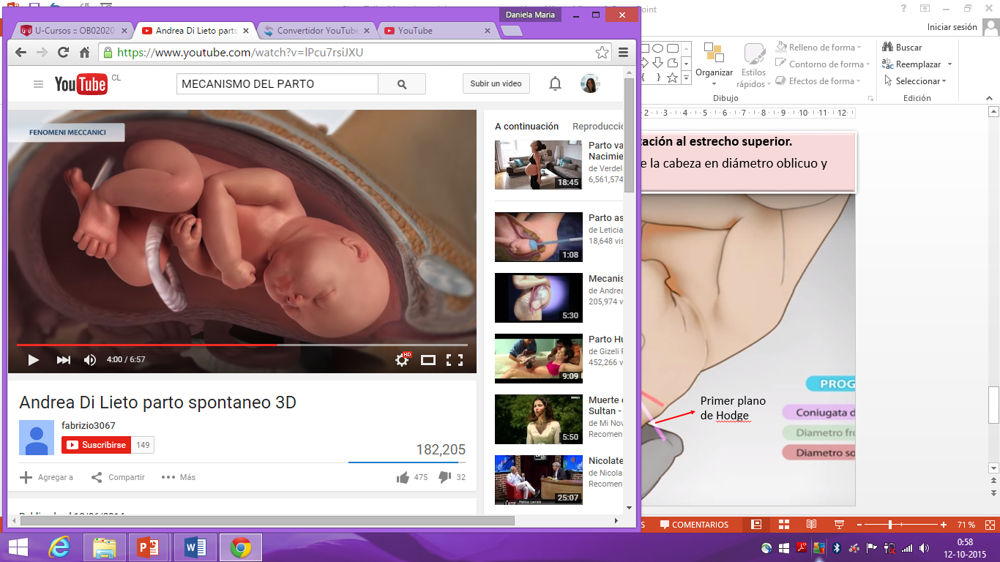 Daniela Maria
Point
U-Cursos :: OB02020
Andrea Di Lieto parto
Convertidor YouTube
YouTube
https://www.youtube.com/watch?v=lPcu7rsiJXU
Iniciar sesión
YouTube CL
MECANISMO DEL PARTO
Subir un video
FENOMENI MECCANICI
4:00 / 6:57
HD
Andrea Di Lieto parto spontaneo 3D
fabrizio3067
Suscribirse 149
182,205
Agregar a
Compartir
Más
475
32
A continuación
Reproducció
Parto va
Nacimie
de Verdel
6,561,574
18:45
Parto as
de Leticia
18,648 vis
1:08
Mecanis
de Andrea
205,974 v
5:30
Parto Hu
de Gizeli F
452,266 v
9:09
Muerte d
Sultan -
de Mi Nov
Recomen
5:50
Nicolate
de Nicolas
Recomen
25:07
Organizar
Estilos
rápidos
Relleno de forma
Contorno de forma
Efectos de forma
Dibujo
Buscar
Reemplazar
Seleccionar
Edición
2 3 4 5 6 7 8 9 10 11 12
ración al estrecho superior.
e la cabeza en diámetro oblicuo y
Primer plano
de Hodge
PROG
Coniugata d
Diametro fro
Diametro so
S
COMENTARIOS
71 %
0:58
12-10-2015